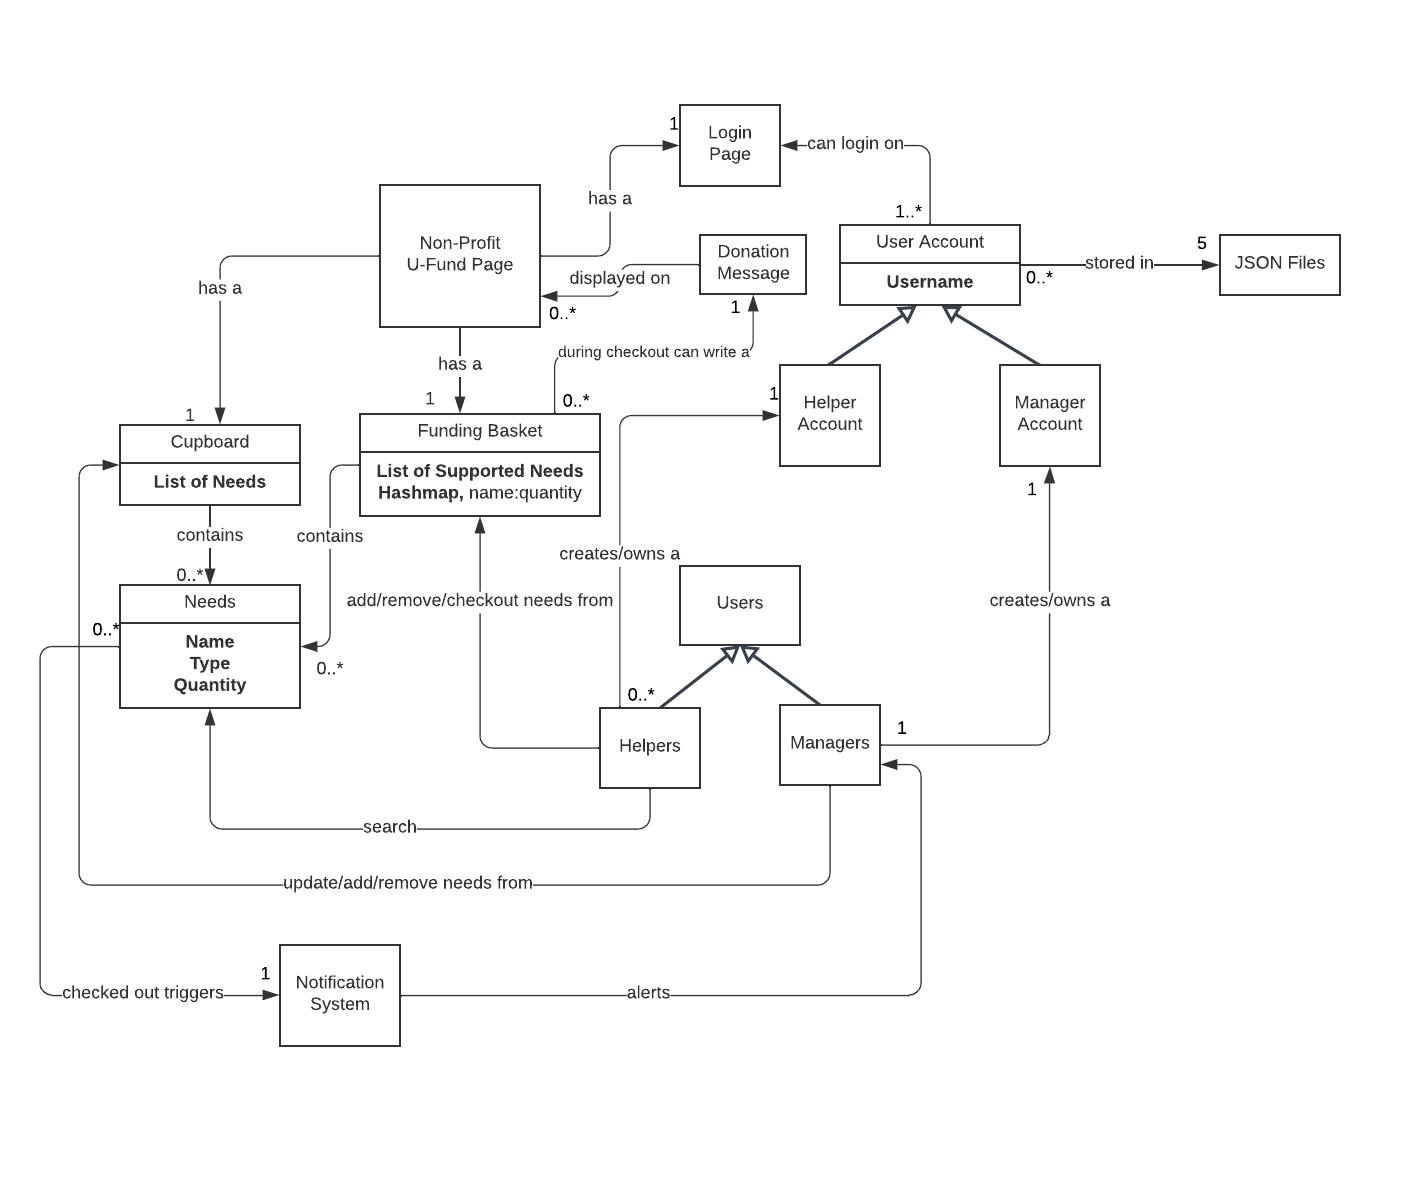 1
Login
Page
can login on
has a
1..*
Non-Profit
U-Fund Page
Donation
Message
User Account
5
JSON Files
stored in
0..*
Username
displayed on
has a
1
0..*
during checkout can write a
has a
1
0..*
1
Helper
Account
Manager
Account
1
Cupboard
Funding Basket
List of Needs
List of Supported Needs
Hashmap, name:quantity
1
contains
contains
creates/owns a
0..*
Needs
add/remove/checkout needs from
Users
creates/owns a
0..*
Name
Type
Quantity
0..*
0..*
Helpers
Managers
1
search
update/add/remove needs from
1
checked out triggers
Notification
System
alerts